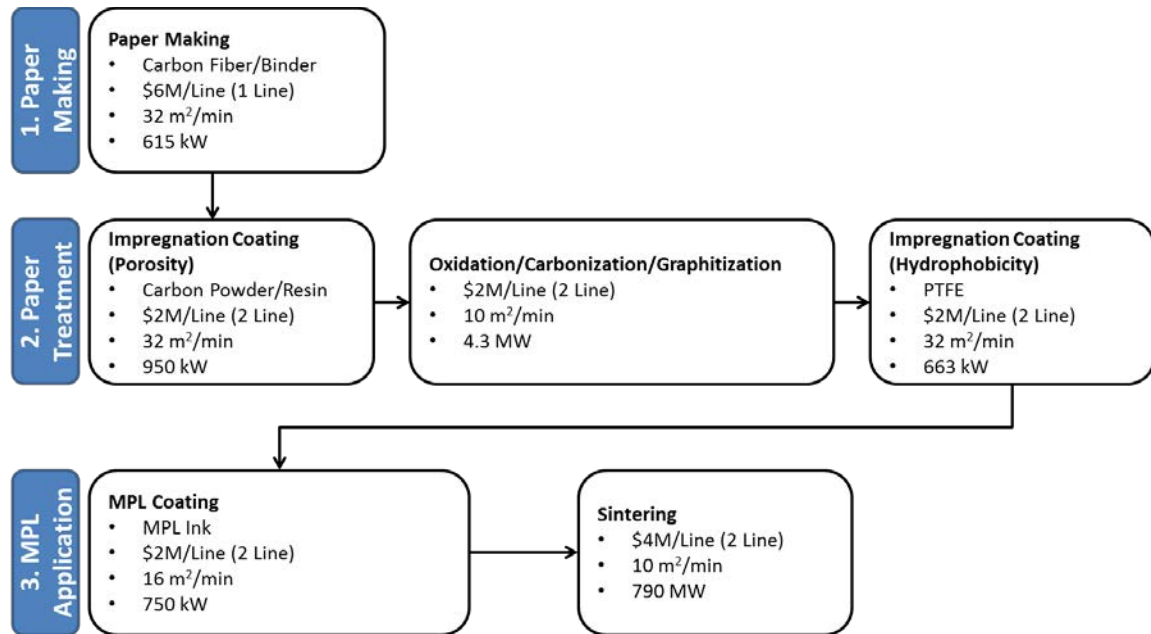 1. Paper
Making
Paper Making
• Carbon Fiber/Binder
• $6M/Line (1 Line)
• 32 m²/min
• 615 kW
2. Paper
Treatment
Impregnation Coating
(Porosity)
• Carbon Powder/Resin
• $2M/Line (2 Line)
• 32 m²/min
• 950 kW
Oxidation/Carbonization/Graphitization
• $2M/Line (2 Line)
• 10 m²/min
• 4.3 MW
Impregnation Coating
(Hydrophobicity)
• PTFE
• $2M/Line (2 Line)
• 32 m²/min
• 663 kW
3. MPL
Application
MPL Coating
• MPL Ink
• $2M/Line (2 Line)
• 16 m²/min
• 750 kW
Sintering
• $4M/Line (2 Line)
• 10 m²/min
• 790 MW